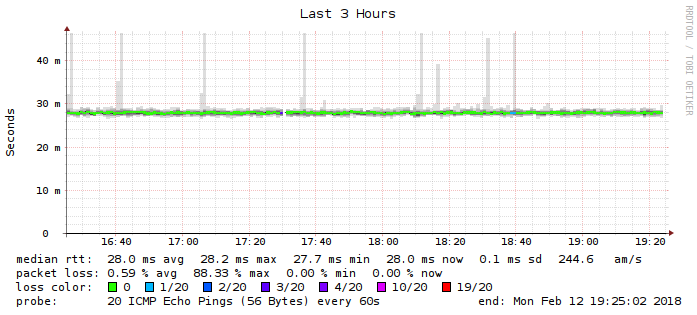 Last 3 Hours
RRDTOOL / TOBI OETIKER
Seconds
40 m
30 m
20 m
10 m
0
16:40 17:00 17:20 17:40 18:00 18:20 18:40 19:00 19:20
median rtt: 28.0 ms avg 28.2 ms max 27.7 ms min 28.0 ms now 0.1 ms sd 244.6 am/s
packet loss: 0.59 % avg 88.33 % max 0.00 % min 0.00 % now
loss color: 0 1/20 2/20 3/20 4/20 10/20 19/20
probe: 20 ICMP Echo Pings (56 Bytes) every 60s end: Mon Feb 12 19:25:02 2018